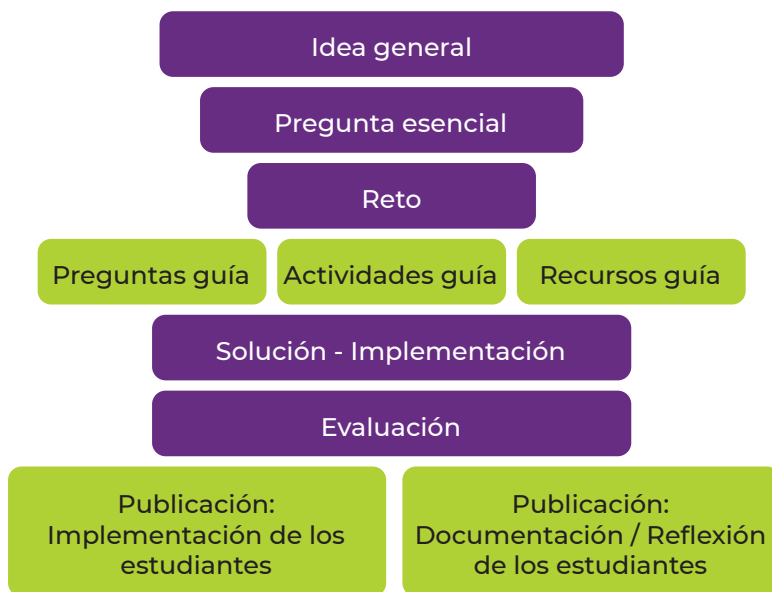 Idea general
Pregunta esencial
Reto
Preguntas guía
Actividades guía
Recursos guía
Solución - Implementación
Evaluación
Publicación:
Implementación de los
estudiantes
Publicación:
Documentación / Reflexión
de los estudiantes